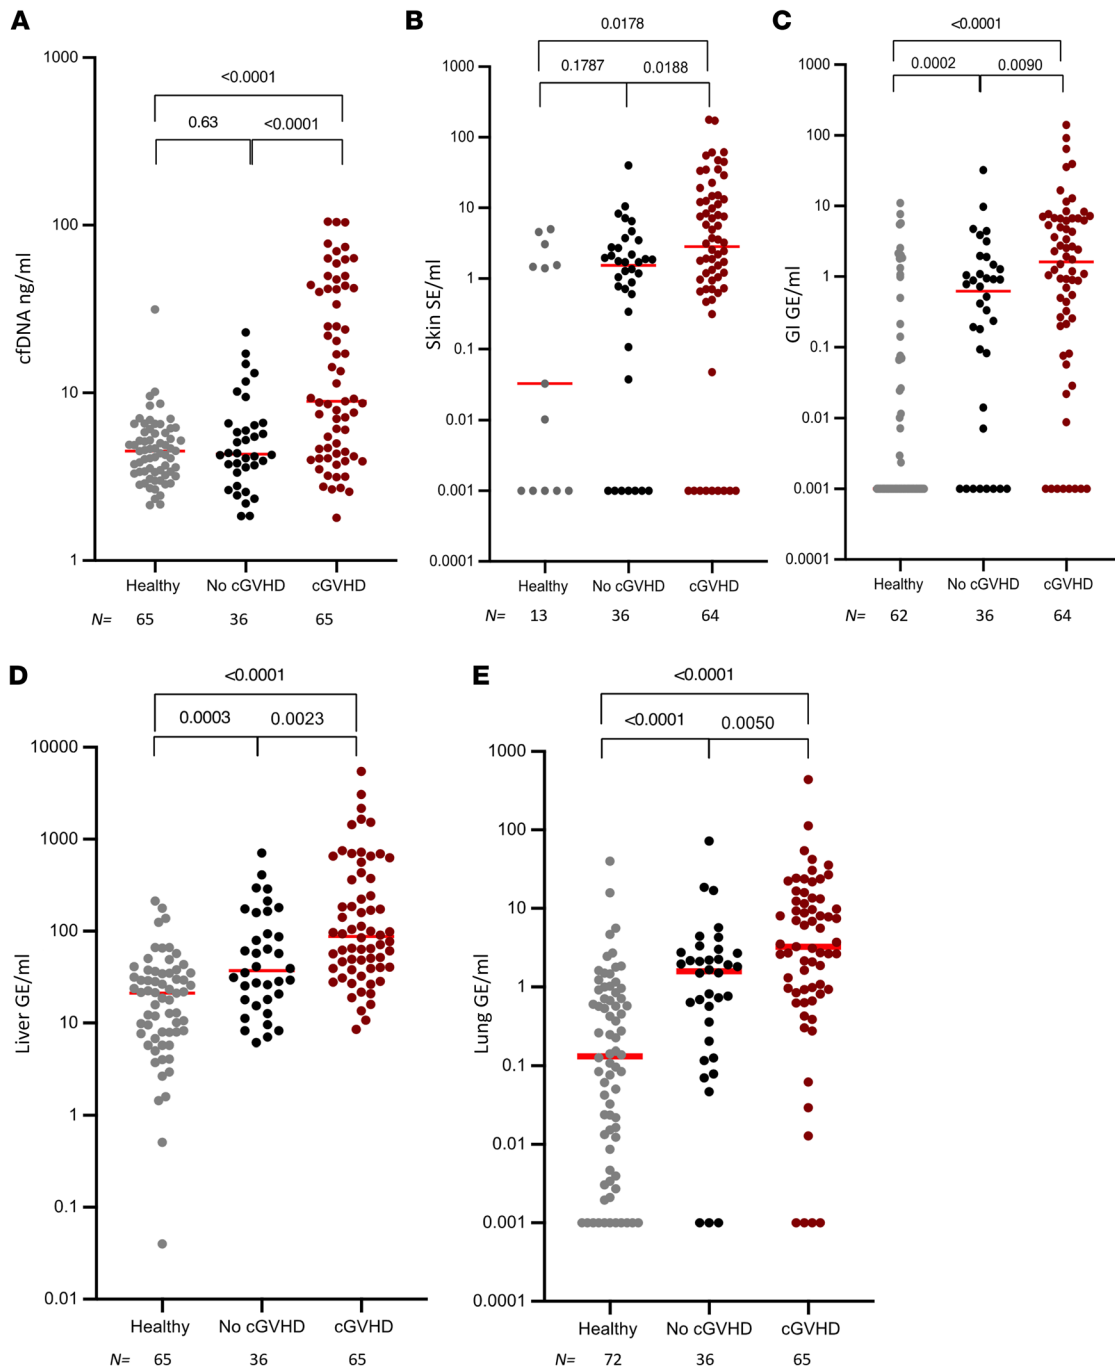 A
cfDNA ng/ml
1000
100
10
1
<0.0001
0.63
<0.0001
Healthy
No cGVHD
cGVHD
N= 65 36 65
B
Skin SE/ml
1000
100
10
1
0.1
0.01
0.001
0.0001
0.0178
0.1787
0.0188
Healthy
No cGVHD
cGVHD
N= 13 36 64
C
GI GE/ml
1000
100
10
1
0.1
0.01
0.001
0.0001
<0.0001
0.0002
0.0090
Healthy
No cGVHD
cGVHD
N= 62 36 64
D
Liver GE/ml
10000
1000
100
10
1
0.1
0.01
<0.0001
0.0003
0.0023
Healthy
No cGVHD
cGVHD
N= 65 36 65
E
Lung GE/ml
1000
100
10
1
0.1
0.01
0.001
0.0001
<0.0001
<0.0001
0.0050
Healthy
No cGVHD
cGVHD
N= 72 36 65